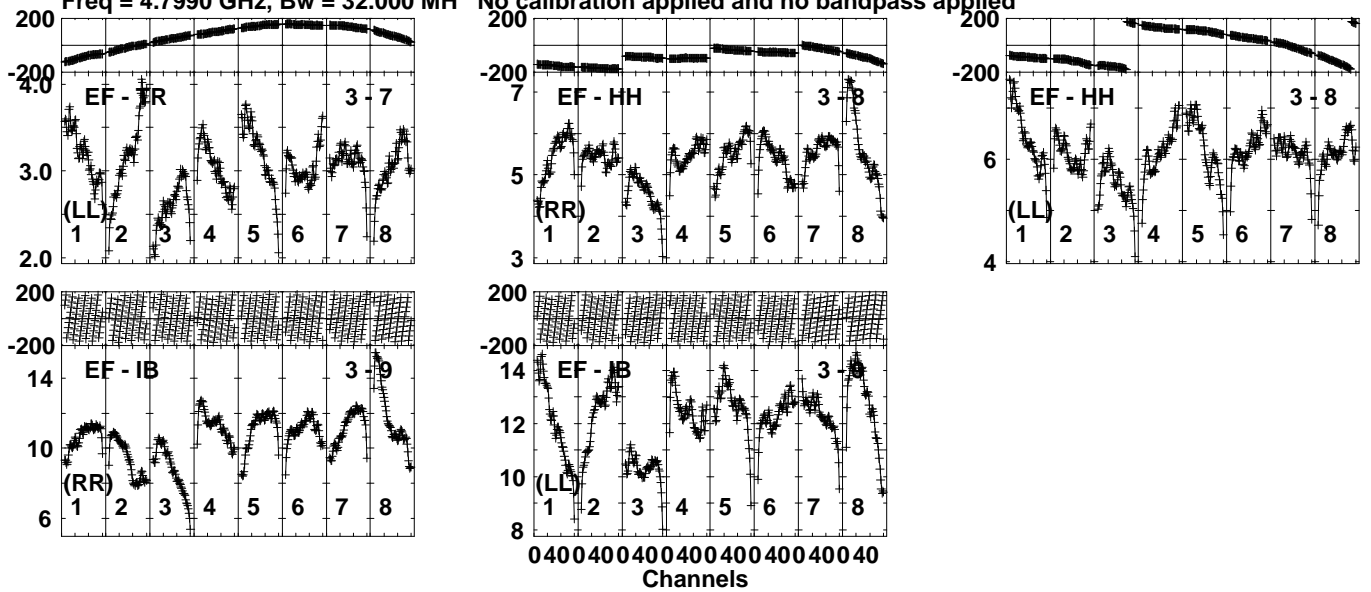 Freq = 4.7990 GHz, Bw = 32.000 MH No calibration applied and no bandpass applied
200
-200
4.0
3.0
2.0
EF - TR 3 - 7
(LL)
1 2 3 4 5 6 7 8
7
5
3
EF - HH 3 - 8
(RR)
1 2 3 4 5 6 7 8
200
-200
6
4
EF - HH 3 - 8
(LL)
1 2 3 4 5 6 7 8
200
-200
14
10
6
EF - IB 3 - 9
(RR)
1 2 3 4 5 6 7 8
14
12
10
8
EF - IB 3 - 9
(LL)
1 2 3 4 5 6 7 8
0 40 0 40 0 40 0 40 0 40 0 40 0 40 0 40
Channels